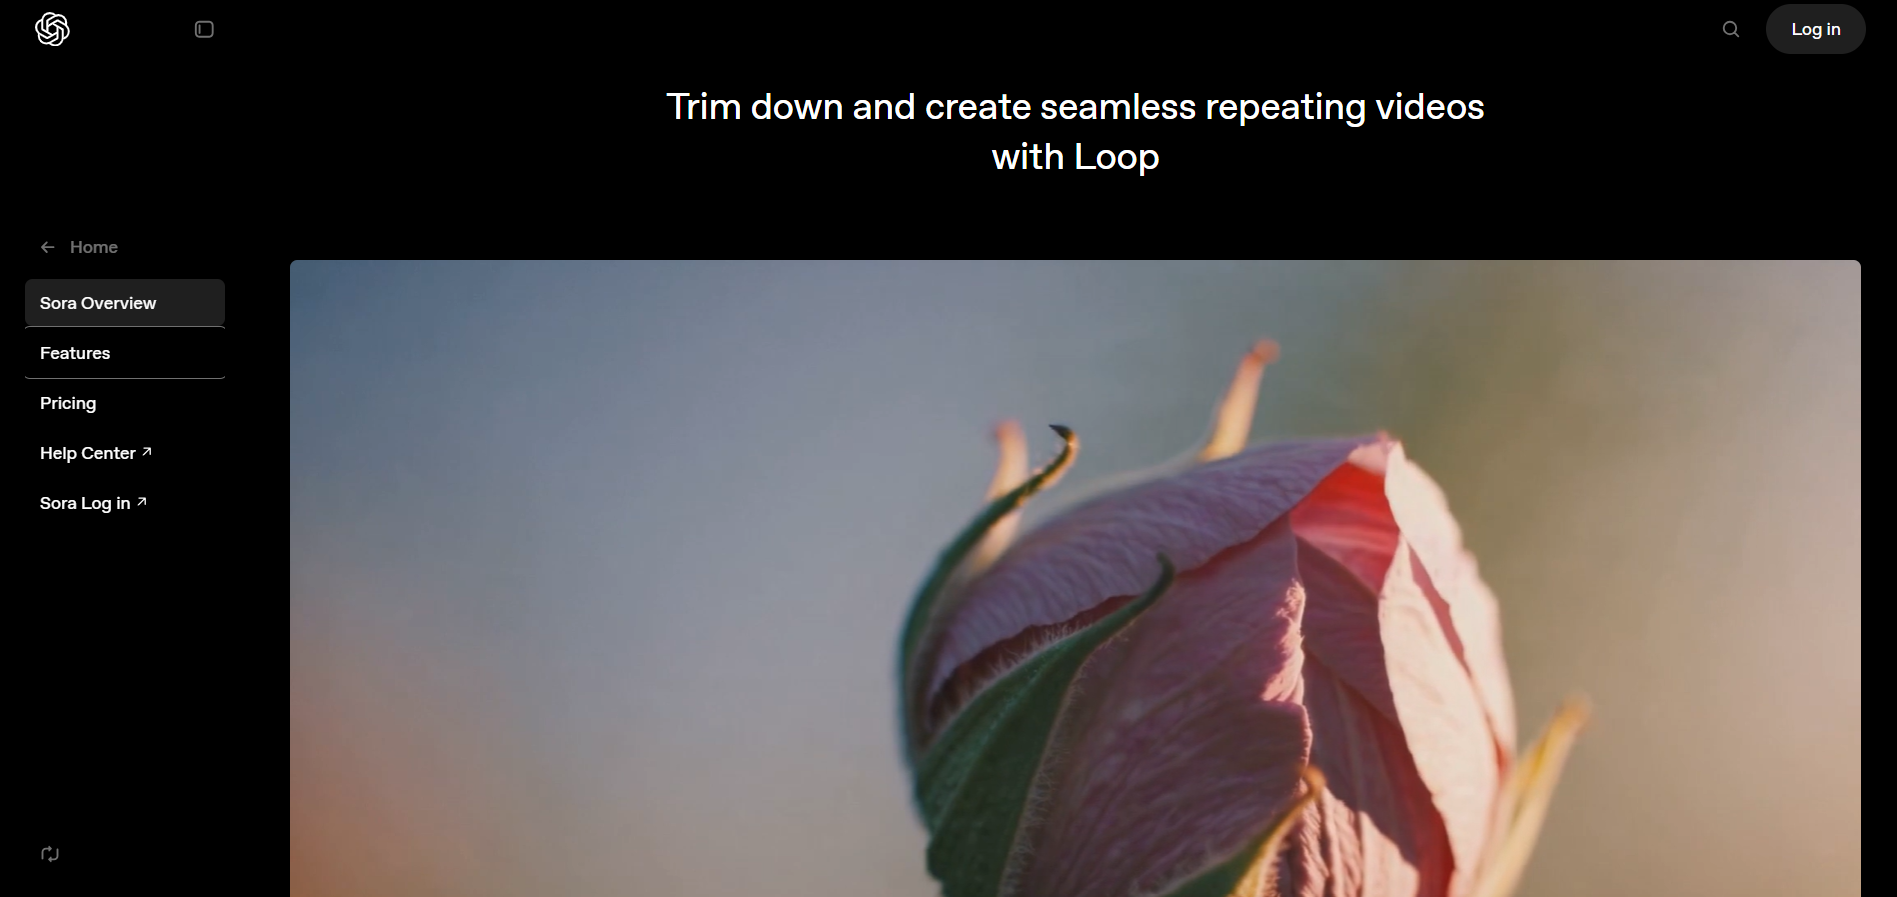 Log in
Trim down and create seamless repeating videos
with Loop
Home
Sora Overview
Features
Pricing
Help Center
Sora Log in